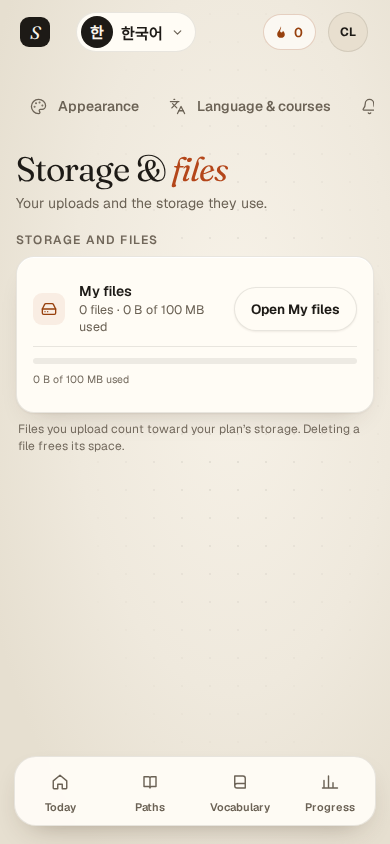 S
한 한국어
0
CL
Appearance
Language & courses
Storage & files
Your uploads and the storage they use.
STORAGE AND FILES
My files
0 files · 0 B of 100 MB
used
Open My files
0 B of 100 MB used
Files you upload count toward your plan's storage. Deleting a
file frees its space.
Today
Paths
Vocabulary
Progress